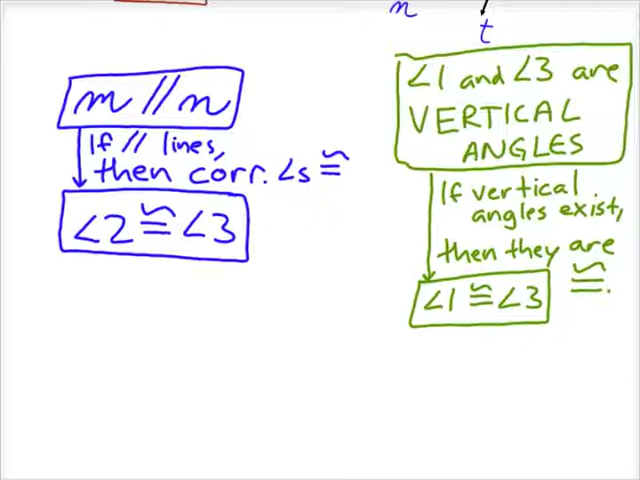 n
t
m // n
If // lines,
then corr. ∠s ≅
∠2 ≅ ∠3
∠1 and ∠3 are
VERTICAL
ANGLES
If vertical
angles exist,
then they are
≅.
∠1 ≅ ∠3